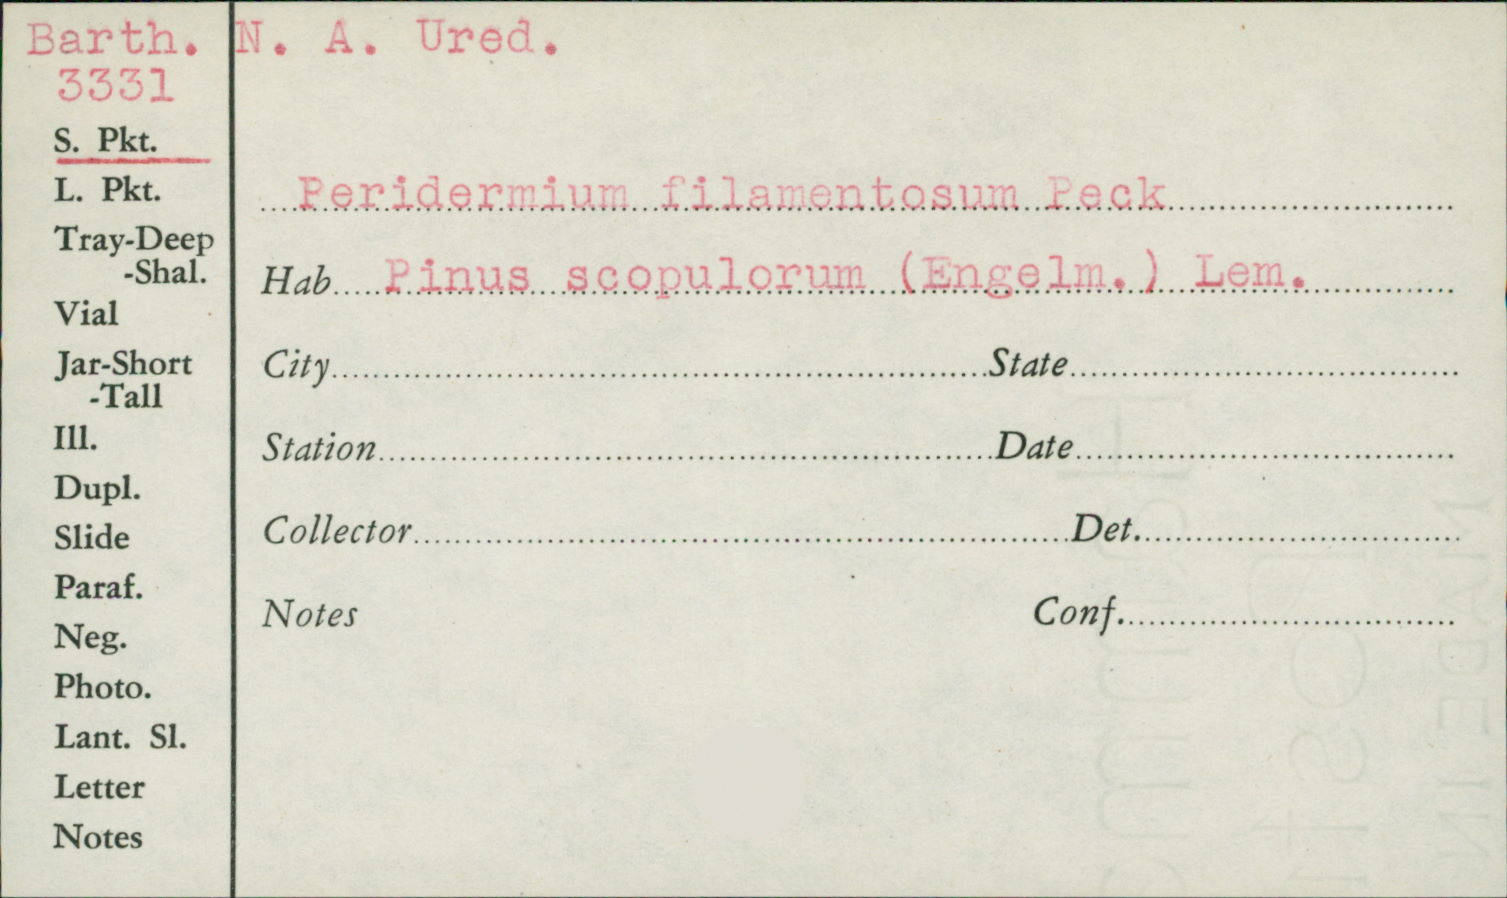 Barth. N. A. Ured.
3331
S. Pkt.
L. Pkt.
Tray-Deep
-Shal.
Vial
Jar-Short
-Tall
Ill.
Dupl.
Slide
Paraf.
Neg.
Photo.
Lant. Sl.
Letter
Notes
Peridermium filamentosum Peck
Hab. Pinus scopulorum (Engelm.) Lem.
City State
Station Date
Collector Det.
Notes Conf.